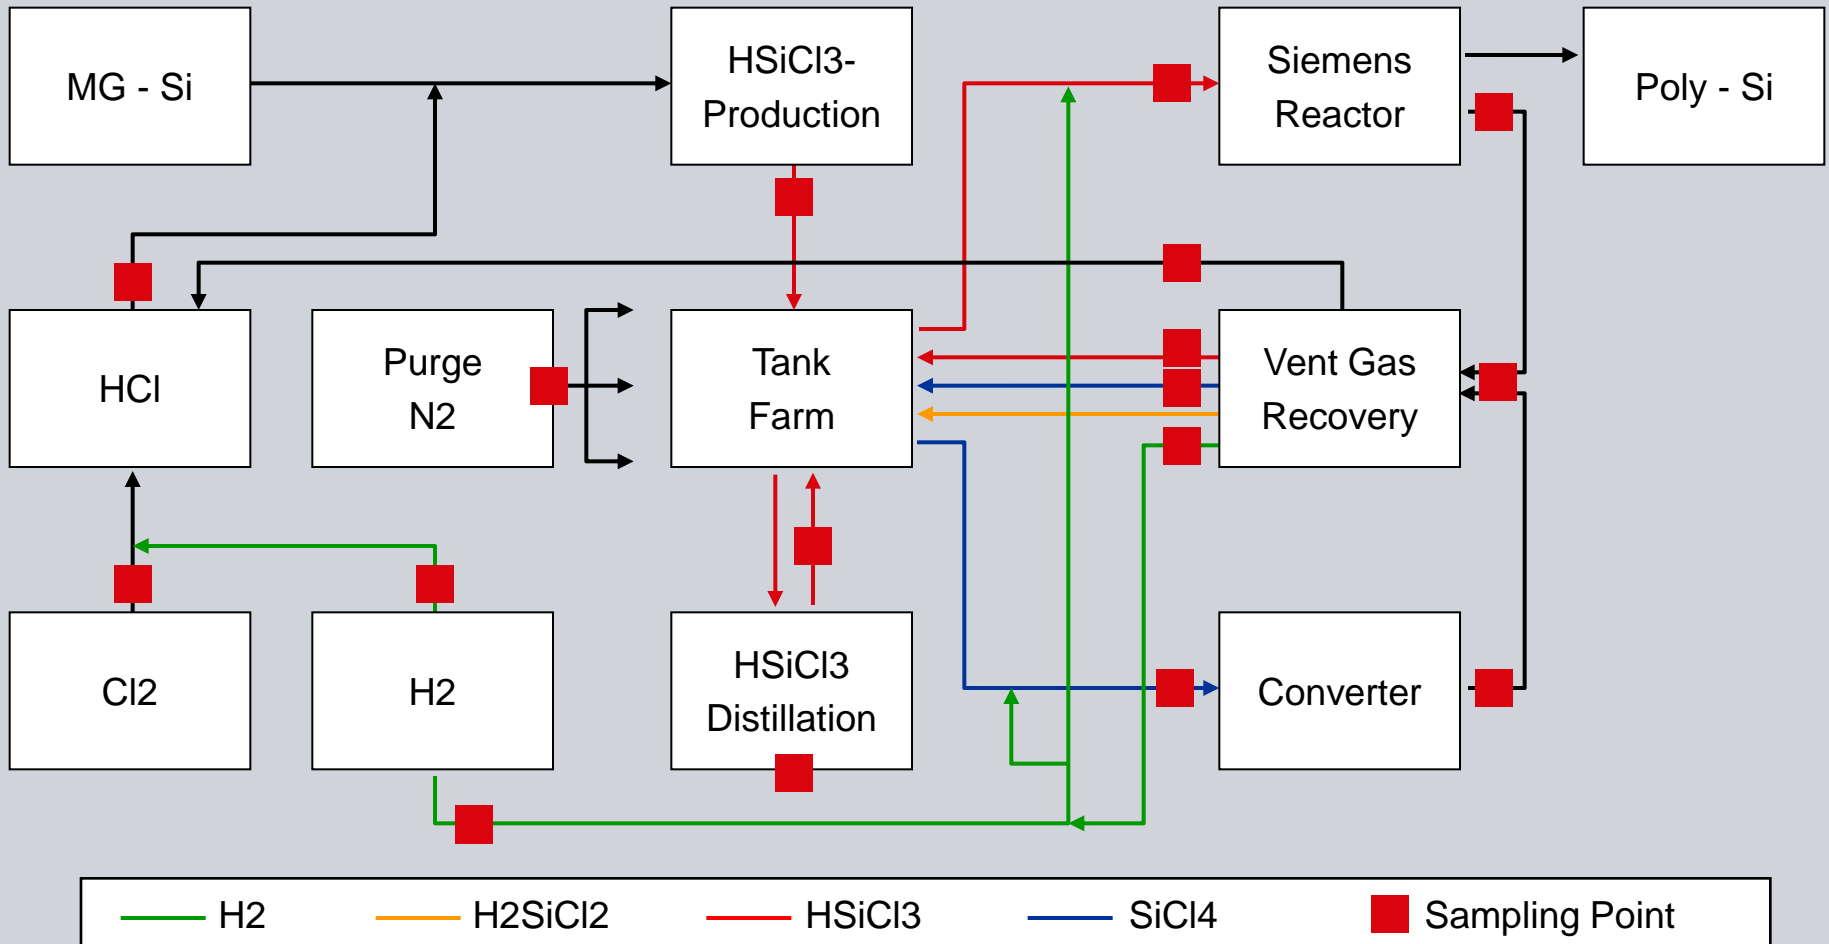 MG - Si
HSiCl3-
Production
Siemens
Reactor
Poly - Si
HCl
Purge
N2
Tank
Farm
Vent Gas
Recovery
Cl2
H2
HSiCl3
Distillation
Converter
H2
H2SiCl2
HSiCl3
SiCl4
Sampling Point